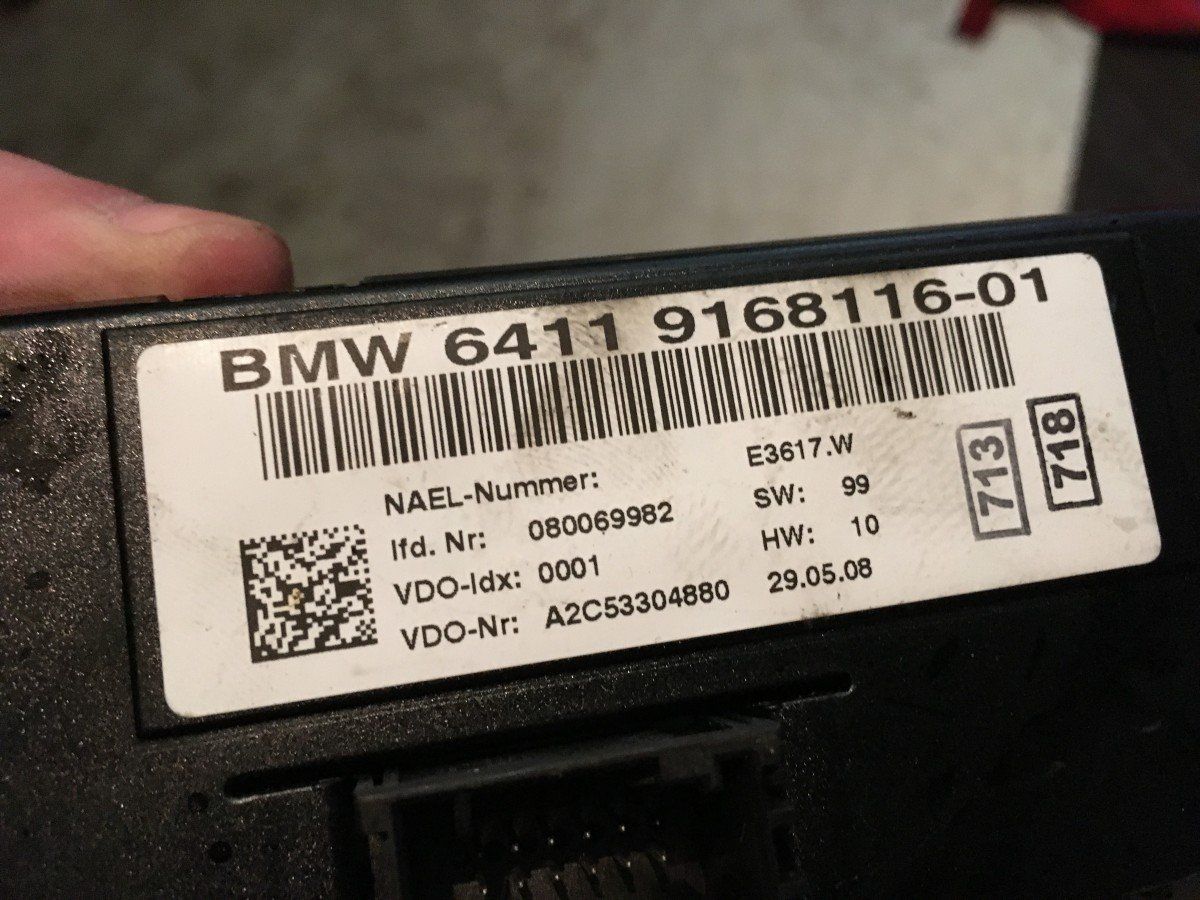 BMW 6411 9168116-01
NAEL-Nummer:
E3617.W
lfd. Nr: 080069982
SW: 99
VDO-Idx: 0001
HW: 10
VDO-Nr: A2C53304880
29.05.08
713
718